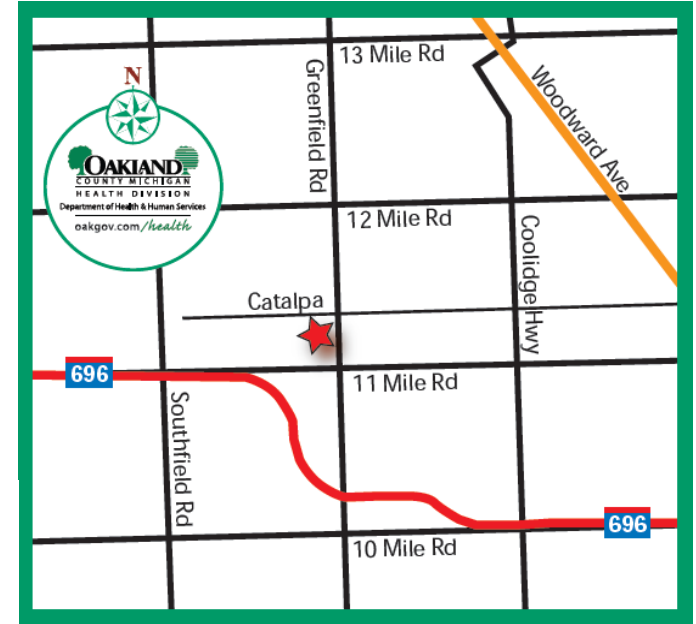 13 Mile Rd
Greenfield Rd
Woodward Ave
N
OAKLAND
COUNTY MICHIGAN
HEALTH DIVISION
Department of Health & Human Services
oakgov.com/health
12 Mile Rd
Coolidge Hwy
Catalpa
696
11 Mile Rd
Southfield Rd
696
10 Mile Rd